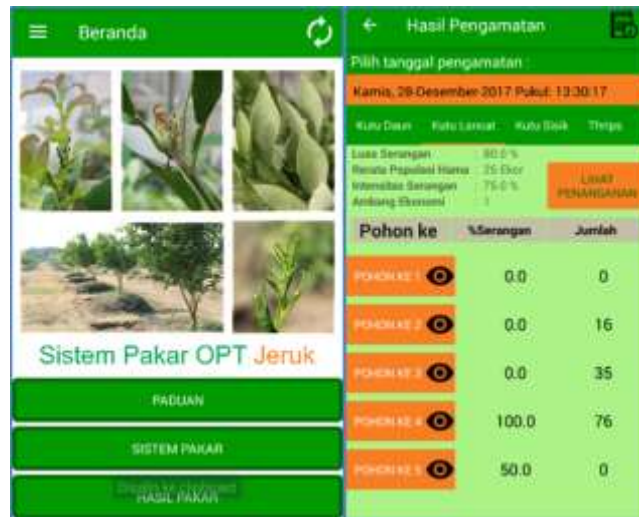 Beranda
Sistem Pakar OPT Jeruk
PADUAN
SISTEM PAKAR
HASIL PAKAR
Hasil Pengamatan
Pilih tanggal pengamatan :
Kamis, 28-Desember-2017 Pukul: 13:30:17
Kutu Daun Kutu Loncat Kutu Sisik Thrips
Luas Serangan : 80.0 %
Rerata Populasi Hama : 25 Ekor
Intensitas Serangan : 75.0 %
Ambang Ekonomi : 1
LIHAT
PENANGANAN
Pohon ke %Serangan Jumlah
POHON KE 1 0.0 0
POHON KE 2 0.0 16
POHON KE 3 0.0 35
POHON KE 4 100.0 76
POHON KE 5 50.0 0